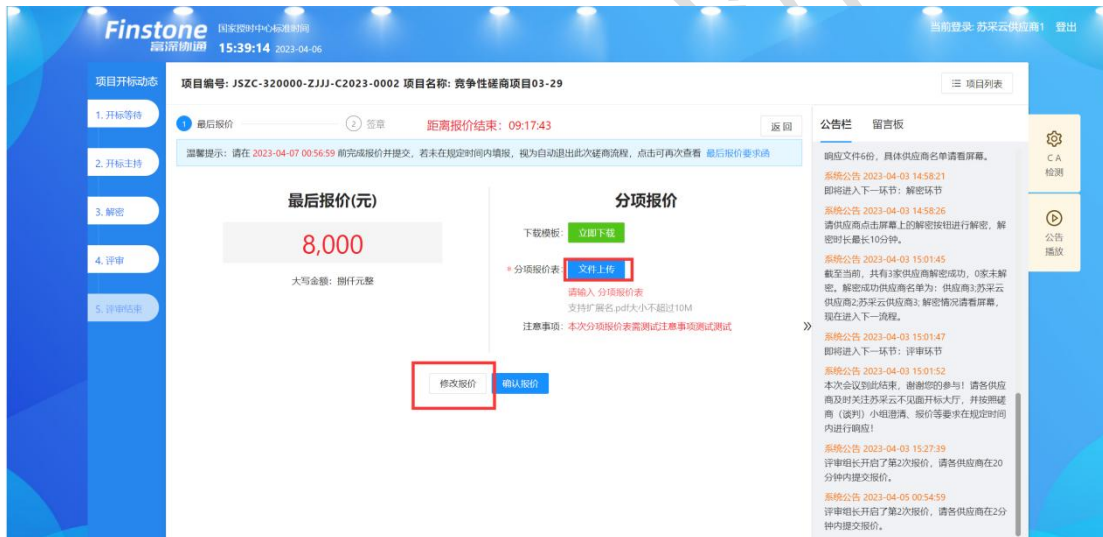 Finstone
富深协通
国家授时中心标准时间
15:39:14 2023-04-06
当前登录: 苏采云供应商1 登出
项目开标动态
1. 开标等待
2. 开标主持
3. 解密
4. 评审
5. 评审结束
项目编号: JSZC-320000-ZJJJ-C2023-0002 项目名称: 竞争性磋商项目03-29
项目列表
1 最后报价
2 签章
距离报价结束: 09:17:43
返回
温馨提示: 请在 2023-04-07 00:56:59 前完成报价并提交, 若未在规定时间内填报, 视为自动退出此次磋商流程, 点击可再次查看 最后报价要求函
最后报价(元)
8,000
大写金额: 捌仟元整
分项报价
下载模板: 立即下载
* 分项报价表: 文件上传
请输入 分项报价表
支持扩展名.pdf大小不超过10M
注意事项: 本次分项报价表需测试注意事项测试测试
修改报价 确认报价
»
公告栏 留言板
响应文件6份, 具体供应商名单请看屏幕。
系统公告 2023-04-03 14:58:21
即将进入下一环节: 解密环节
系统公告 2023-04-03 14:58:26
请供应商点击屏幕上的解密按钮进行解密, 解
密时长最长10分钟。
系统公告 2023-04-03 15:01:45
截至当前, 共有3家供应商解密成功, 0家未解
密。解密成功供应商名单为: 供应商3;苏采云
供应商2;苏采云供应商3; 解密情况请看屏幕,
现在进入下一流程。
系统公告 2023-04-03 15:01:47
即将进入下一环节: 评审环节
系统公告 2023-04-03 15:01:52
本次会议到此结束, 谢谢您的参与! 请各供应
商及时关注苏采云不见面开标大厅, 并按照磋
商 (谈判) 小组澄清、报价等要求在规定时间
内进行响应!
系统公告 2023-04-03 15:27:39
评审组长开启了第2次报价, 请各供应商在20
分钟内提交报价。
系统公告 2023-04-05 00:54:59
评审组长开启了第2次报价, 请各供应商在2分
钟内提交报价。
CA
检测
公告
播放